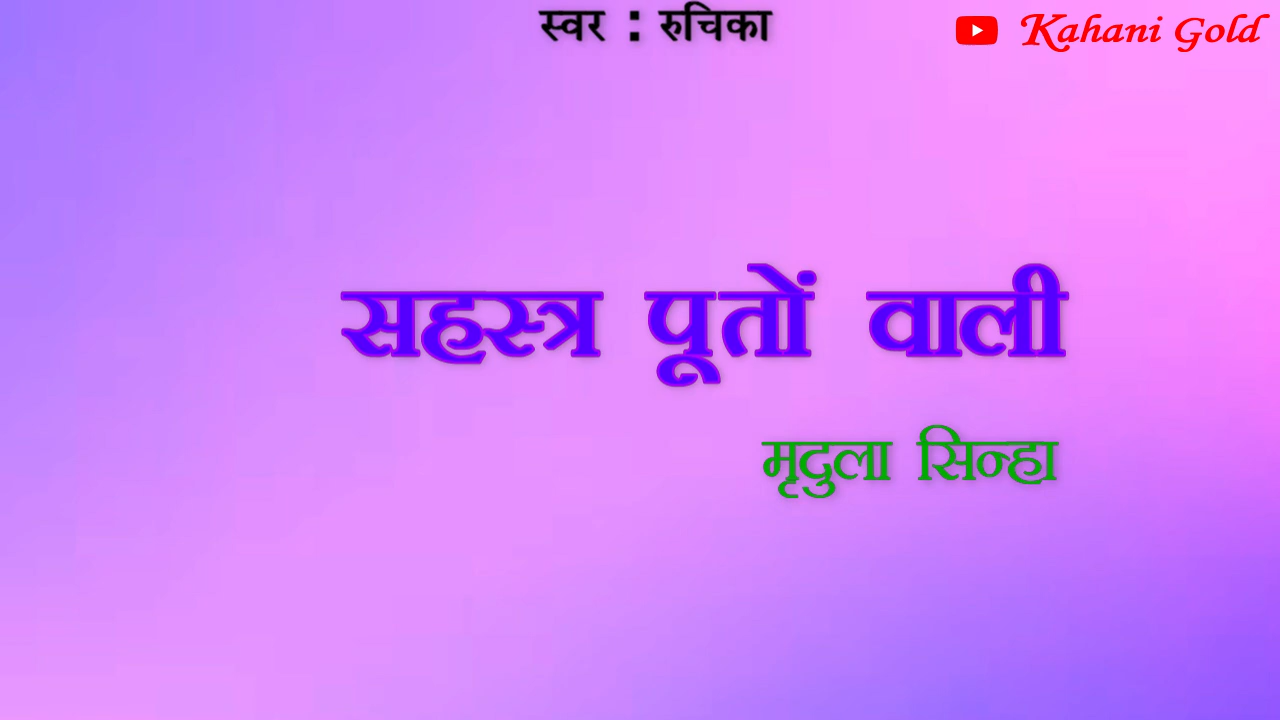 स्वर : रुचिका
Kahani Gold
सहस्त्र पूतों वाली
मृदुला सिन्हा